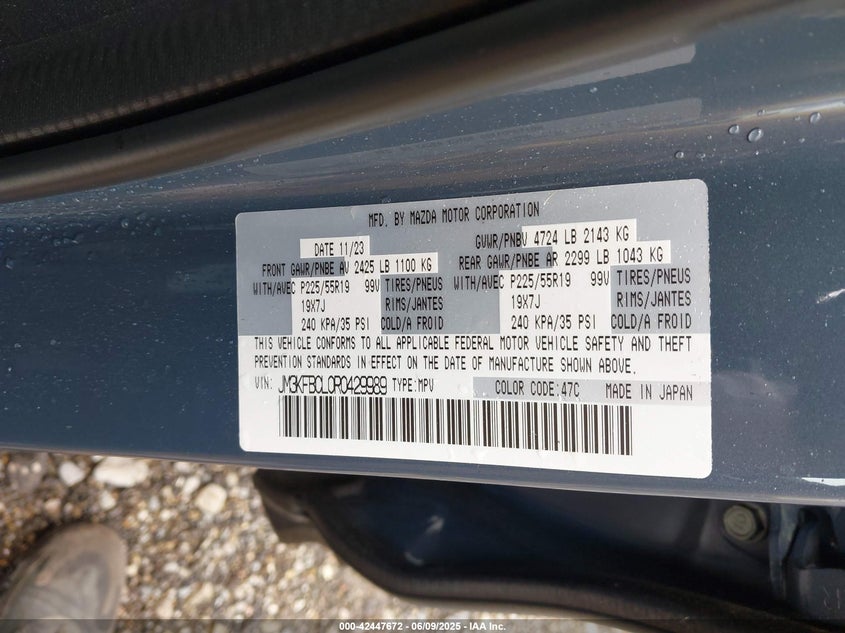 MFD. BY MAZDA MOTOR CORPORATION
DATE 11/23 GVWR/PNBV 4724 LB 2143 KG
FRONT GAWR/PNBE AV 2425 LB 1100 KG REAR GAWR/PNBE AR 2299 LB 1043 KG
WITH/AVEC P225/55R19 99V TIRES/PNEUS WITH/AVEC P225/55R19 99V TIRES/PNEUS
19X7J RIMS/JANTES 19X7J RIMS/JANTES
240 KPA/35 PSI COLD/A FROID 240 KPA/35 PSI COLD/A FROID
THIS VEHICLE CONFORMS TO ALL APPLICABLE FEDERAL MOTOR VEHICLE SAFETY AND THEFT
PREVENTION STANDARDS IN EFFECT ON THE DATE OF MANUFACTURE SHOWN ABOVE.
VIN: JM3KFBCL0R0429989 TYPE:MPV COLOR CODE:47C MADE IN JAPAN
000-42447672 - 06/09/2025 - IAA Inc.